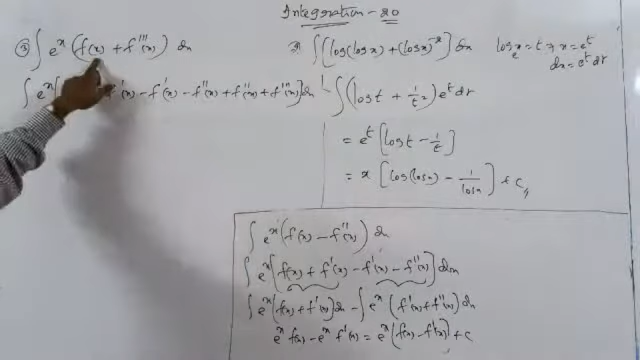 Integration - 20
③ ∫ e^x (f(x) + f'''(x)) dx
∫ e^x [ f'(x) - f'(x) - f''(x) + f''(x) + f'''(x)] dx
∫ [log(log x) + (log x)^-2] dx
log_e x = t ⇒ x = e^t
dx = e^t dt
∫ (log t + 1/t²) e^t dt
= e^t [log t - 1/t]
= x [log(log x) - 1/log x] + c
∫ e^x (f(x) - f''(x)) dx
∫ e^x [f(x) + f'(x) - f'(x) - f''(x)] dx
∫ e^x [f(x) + f'(x)] dx - ∫ e^x (f'(x) + f''(x)) dx
e^x f(x) - e^x f'(x) = e^x [f(x) - f'(x)] + c